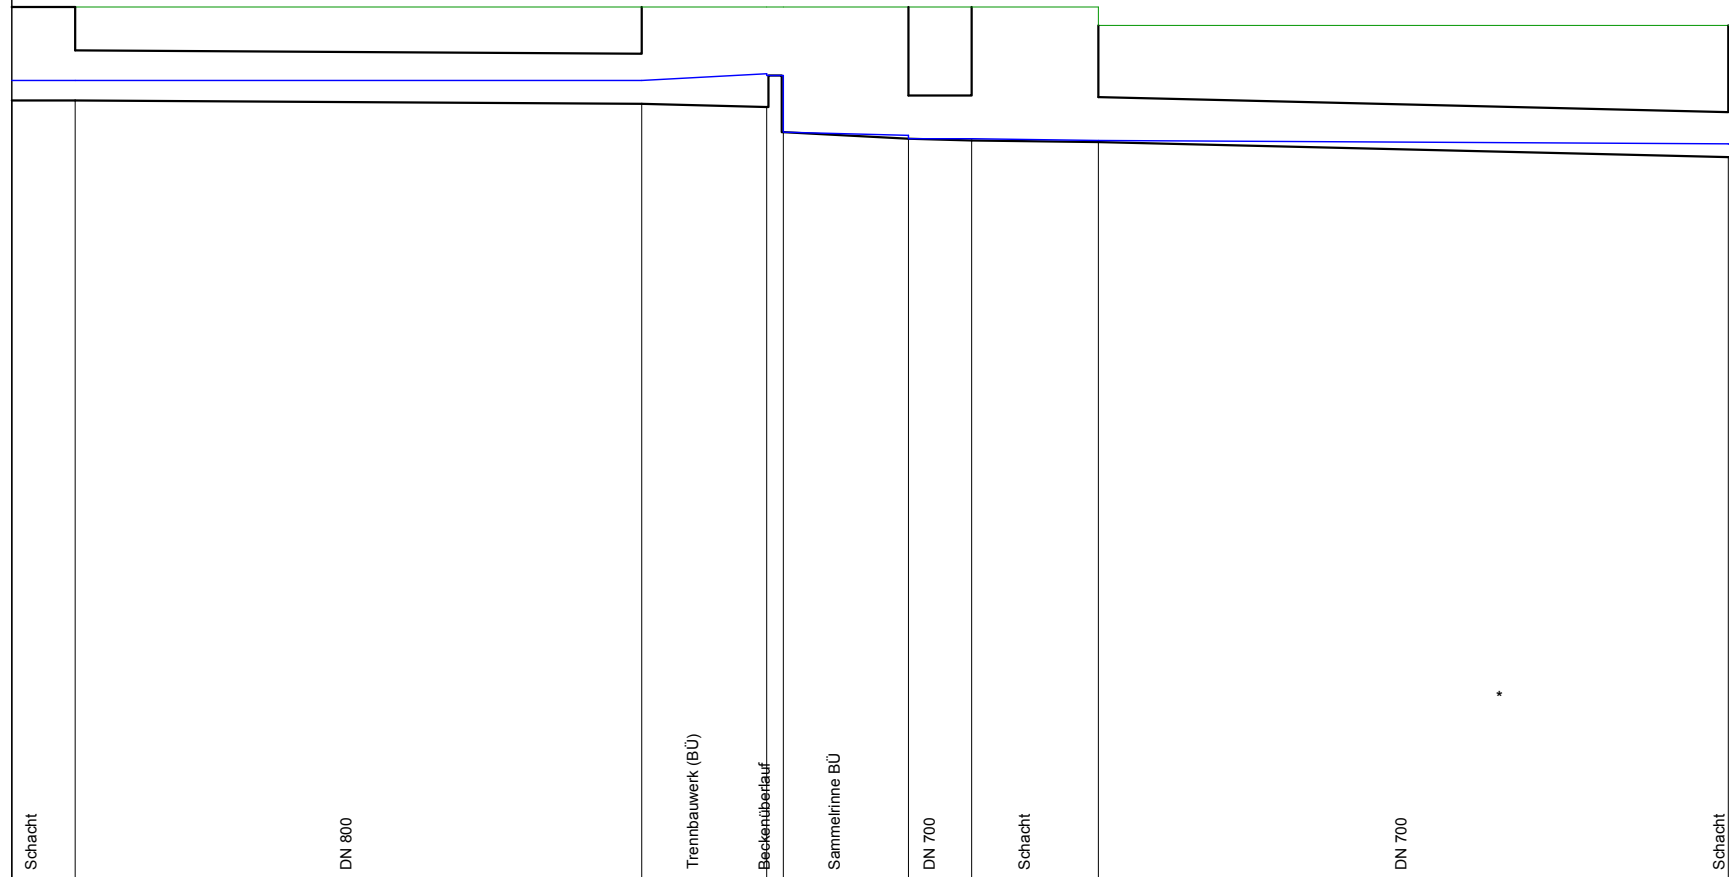 Schacht
DN 800
Trennbauwerk (BÜ)
Beckenüberlauf
Sammelrinne BÜ
DN 700
Schacht
DN 700
*
Schacht